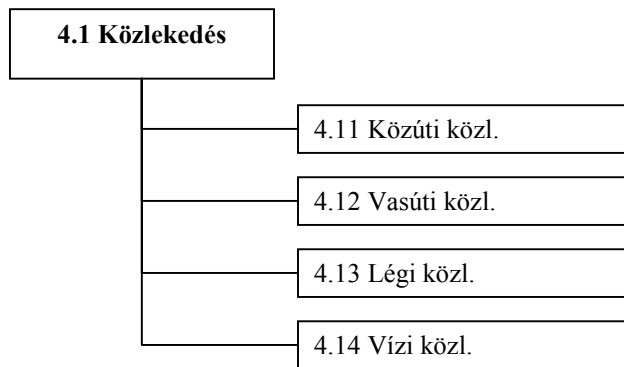 4.1 Közlekedés
4.11 Közúti közl.
4.12 Vasúti közl.
4.13 Légi közl.
4.14 Vízi közl.